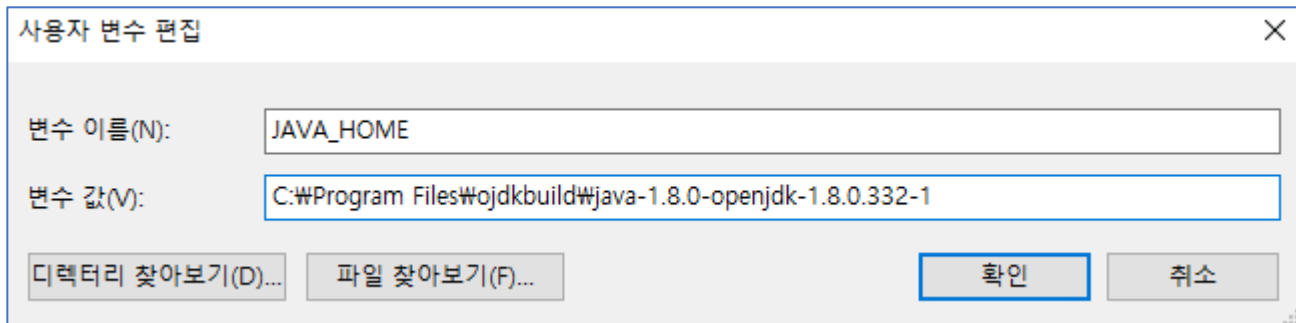 사용자 변수 편집
변수 이름(N): JAVA_HOME
변수 값(V): C:₩Program Files₩ojdkbuild₩java-1.8.0-openjdk-1.8.0.332-1
디렉터리 찾아보기(D)... 파일 찾아보기(F)... 확인 취소